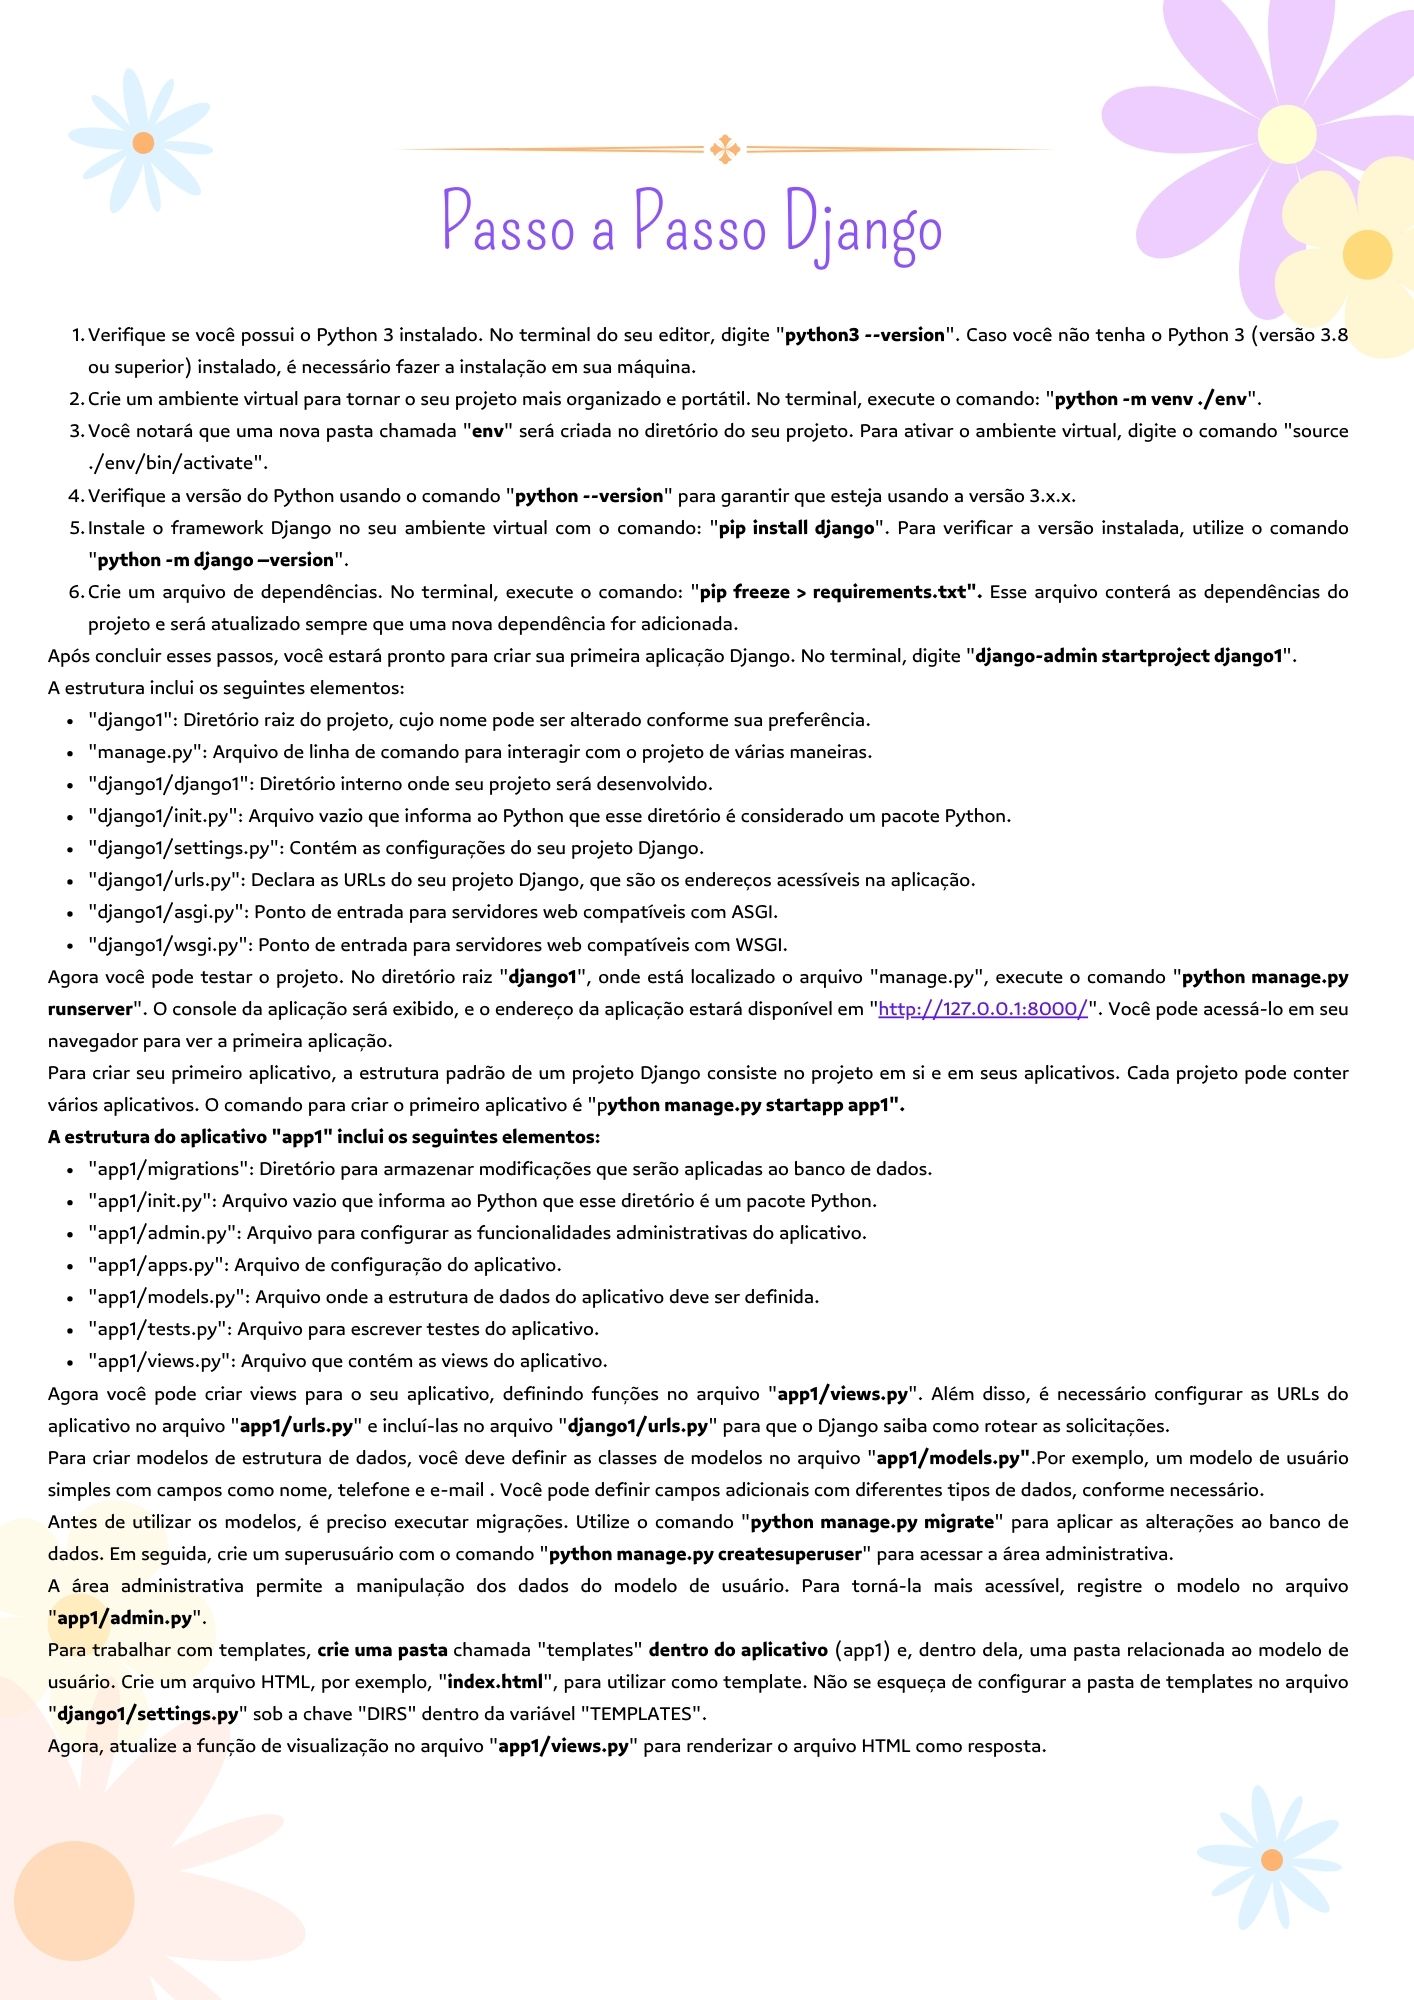 Passo a Passo Django
1. Verifique se você possui o Python 3 instalado. No terminal do seu editor, digite "python3 --version". Caso você não tenha o Python 3 (versão 3.8
ou superior) instalado, é necessário fazer a instalação em sua máquina.
2. Crie um ambiente virtual para tornar o seu projeto mais organizado e portátil. No terminal, execute o comando: "python -m venv ./env".
3. Você notará que uma nova pasta chamada "env" será criada no diretório do seu projeto. Para ativar o ambiente virtual, digite o comando "source
./env/bin/activate".
4. Verifique a versão do Python usando o comando "python --version" para garantir que esteja usando a versão 3.x.x.
5. Instale o framework Django no seu ambiente virtual com o comando: "pip install django". Para verificar a versão instalada, utilize o comando
"python -m django –version".
6. Crie um arquivo de dependências. No terminal, execute o comando: "pip freeze > requirements.txt". Esse arquivo conterá as dependências do
projeto e será atualizado sempre que uma nova dependência for adicionada.
Após concluir esses passos, você estará pronto para criar sua primeira aplicação Django. No terminal, digite "django-admin startproject django1".
A estrutura inclui os seguintes elementos:
• "django1": Diretório raiz do projeto, cujo nome pode ser alterado conforme sua preferência.
• "manage.py": Arquivo de linha de comando para interagir com o projeto de várias maneiras.
• "django1/django1": Diretório interno onde seu projeto será desenvolvido.
• "django1/init.py": Arquivo vazio que informa ao Python que esse diretório é considerado um pacote Python.
• "django1/settings.py": Contém as configurações do seu projeto Django.
• "django1/urls.py": Declara as URLs do seu projeto Django, que são os endereços acessíveis na aplicação.
• "django1/asgi.py": Ponto de entrada para servidores web compatíveis com ASGI.
• "django1/wsgi.py": Ponto de entrada para servidores web compatíveis com WSGI.
Agora você pode testar o projeto. No diretório raiz "django1", onde está localizado o arquivo "manage.py", execute o comando "python manage.py
runserver". O console da aplicação será exibido, e o endereço da aplicação estará disponível em "http://127.0.0.1:8000/". Você pode acessá-lo em seu
navegador para ver a primeira aplicação.
Para criar seu primeiro aplicativo, a estrutura padrão de um projeto Django consiste no projeto em si e em seus aplicativos. Cada projeto pode conter
vários aplicativos. O comando para criar o primeiro aplicativo é "python manage.py startapp app1".
A estrutura do aplicativo "app1" inclui os seguintes elementos:
• "app1/migrations": Diretório para armazenar modificações que serão aplicadas ao banco de dados.
• "app1/init.py": Arquivo vazio que informa ao Python que esse diretório é um pacote Python.
• "app1/admin.py": Arquivo para configurar as funcionalidades administrativas do aplicativo.
• "app1/apps.py": Arquivo de configuração do aplicativo.
• "app1/models.py": Arquivo onde a estrutura de dados do aplicativo deve ser definida.
• "app1/tests.py": Arquivo para escrever testes do aplicativo.
• "app1/views.py": Arquivo que contém as views do aplicativo.
Agora você pode criar views para o seu aplicativo, definindo funções no arquivo "app1/views.py". Além disso, é necessário configurar as URLs do
aplicativo no arquivo "app1/urls.py" e incluí-las no arquivo "django1/urls.py" para que o Django saiba como rotear as solicitações.
Para criar modelos de estrutura de dados, você deve definir as classes de modelos no arquivo "app1/models.py".Por exemplo, um modelo de usuário
simples com campos como nome, telefone e e-mail . Você pode definir campos adicionais com diferentes tipos de dados, conforme necessário.
Antes de utilizar os modelos, é preciso executar migrações. Utilize o comando "python manage.py migrate" para aplicar as alterações ao banco de
dados. Em seguida, crie um superusuário com o comando "python manage.py createsuperuser" para acessar a área administrativa.
A área administrativa permite a manipulação dos dados do modelo de usuário. Para torná-la mais acessível, registre o modelo no arquivo
"app1/admin.py".
Para trabalhar com templates, crie uma pasta chamada "templates" dentro do aplicativo (app1) e, dentro dela, uma pasta relacionada ao modelo de
usuário. Crie um arquivo HTML, por exemplo, "index.html", para utilizar como template. Não se esqueça de configurar a pasta de templates no arquivo
"django1/settings.py" sob a chave "DIRS" dentro da variável "TEMPLATES".
Agora, atualize a função de visualização no arquivo "app1/views.py" para renderizar o arquivo HTML como resposta.